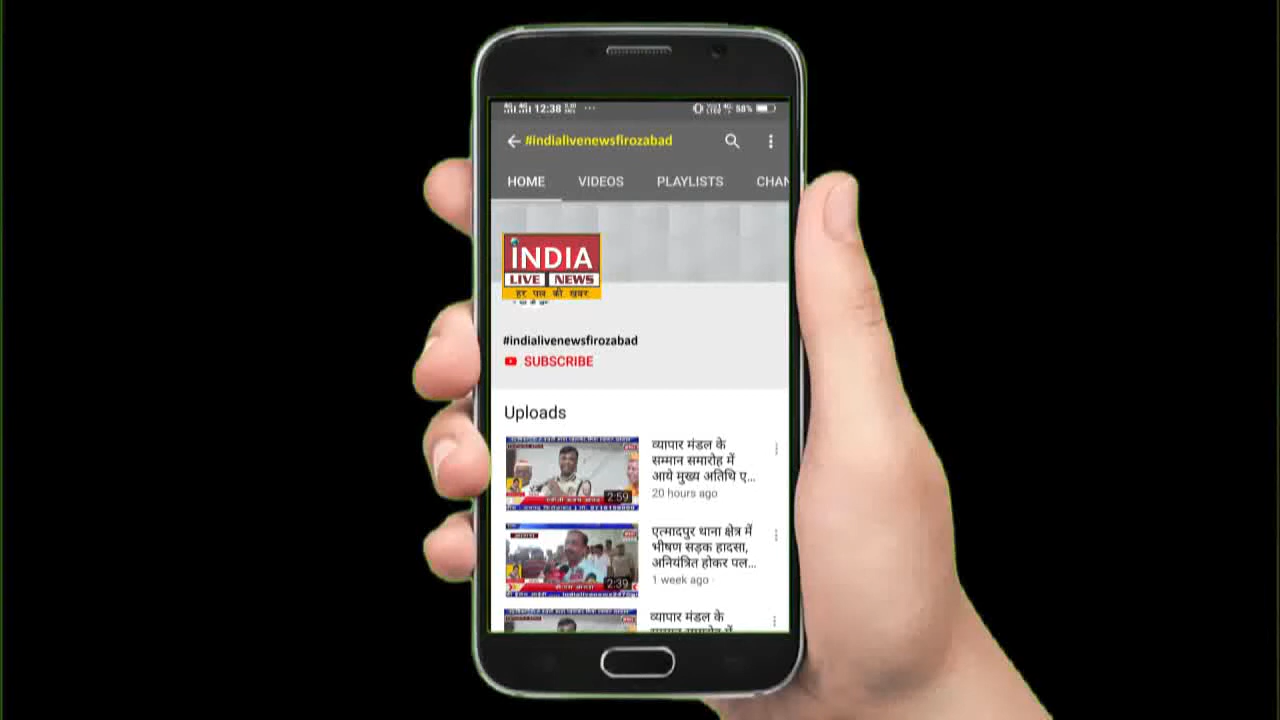 12:38 ... 58%
#indialivenewsfirozabad
HOME VIDEOS PLAYLISTS CHAN
INDIA
LIVE NEWS
हर पल की खबर
#indialivenewsfirozabad
SUBSCRIBE
Uploads
व्यापार मंडल के
सम्मान समारोह में
आये मुख्य अतिथि ए...
20 hours ago
2:59
एत्मादपुर थाना क्षेत्र में
भीषण सड़क हादसा,
अनियंत्रित होकर पल...
1 week ago
2:39
व्यापार मंडल के